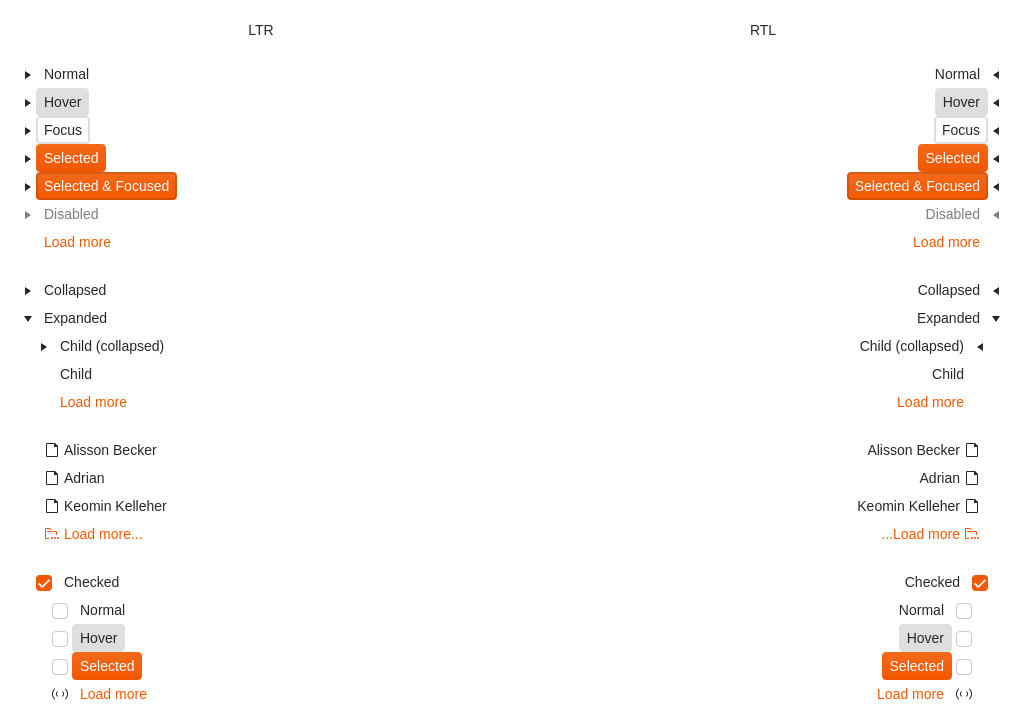 LTR
Normal
Hover
Focus
Selected
Selected & Focused
Disabled
Load more
Collapsed
Expanded
Child (collapsed)
Child
Load more
Alisson Becker
Adrian
Keomin Kelleher
Load more...
Checked
Normal
Hover
Selected
Load more
RTL
Normal
Hover
Focus
Selected
Selected & Focused
Disabled
Load more
Collapsed
Expanded
Child (collapsed)
Child
Load more
Alisson Becker
Adrian
Keomin Kelleher
...Load more
Checked
Normal
Hover
Selected
Load more